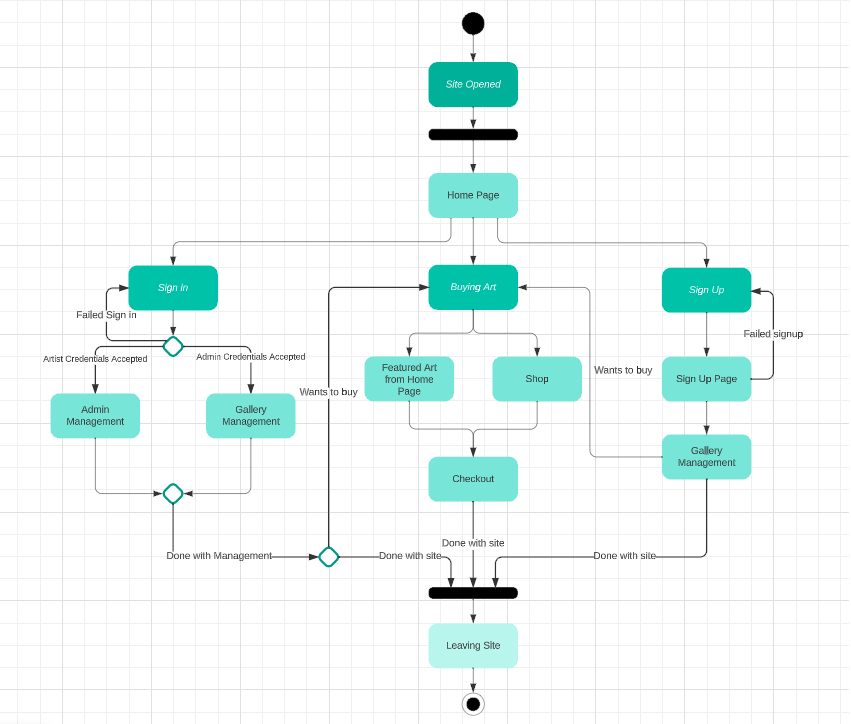 Site Opened
Home Page
Sign in
Buying Art
Sign Up
Failed Sign in
Failed signup
Artist Credentials Accepted
Admin Credentials Accepted
Featured Art
from Home
Page
Shop
Wants to buy
Sign Up Page
Wants to buy
Admin
Management
Gallery
Management
Gallery
Management
Checkout
Done with site
Done with Management
Done with site
Done with site
Leaving SIte